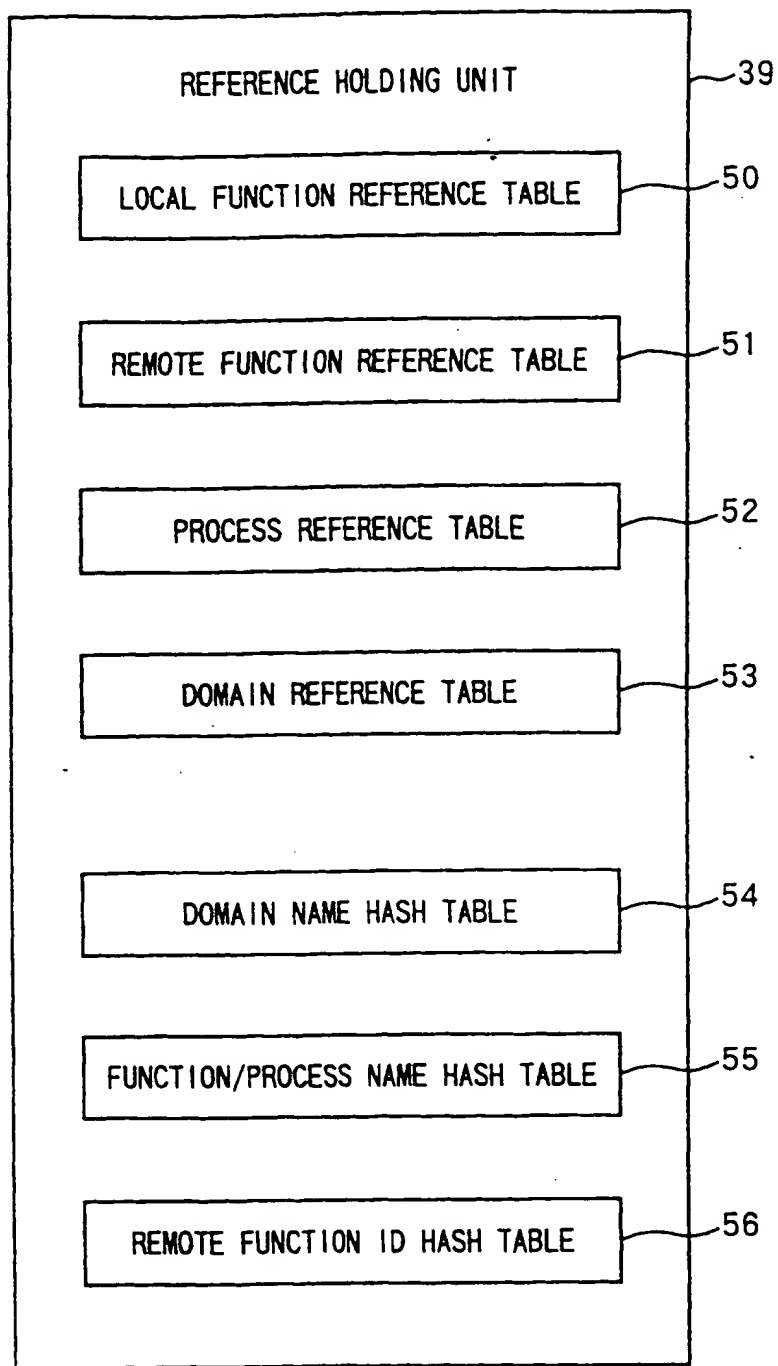 REFERENCE HOLDING UNIT 39
LOCAL FUNCTION REFERENCE TABLE 50
REMOTE FUNCTION REFERENCE TABLE 51
PROCESS REFERENCE TABLE 52
DOMAIN REFERENCE TABLE 53
DOMAIN NAME HASH TABLE 54
FUNCTION/PROCESS NAME HASH TABLE 55
REMOTE FUNCTION ID HASH TABLE 56